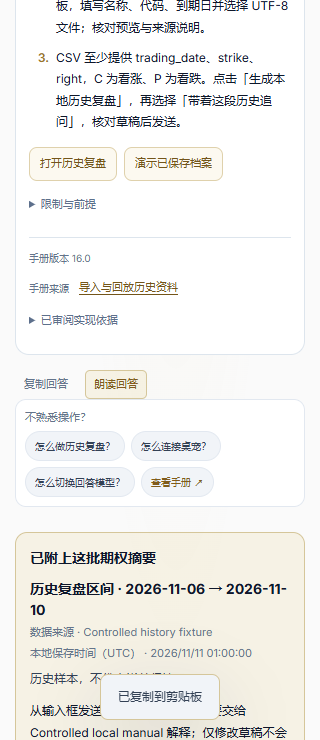 板，填写名称、代码、到期日并选择 UTF-8
文件；核对预览与来源说明。
3. CSV 至少提供 trading_date、strike、
right，C 为看涨、P 为看跌。点击「生成本
地历史复盘」，再选择「带着这段历史追
问」，核对草稿后发送。
打开历史复盘 演示已保存档案
▶ 限制与前提
手册版本 16.0
手册来源 导入与回放历史资料
▶ 已审阅实现依据
复制回答 朗读回答
不熟悉操作？
怎么做历史复盘？ 怎么连接桌宠？
怎么切换回答模型？ 查看手册 ↗
已附上这批期权摘要
历史复盘区间 · 2026-11-06 → 2026-11-
10
数据来源 · Controlled history fixture
本地保存时间（UTC） · 2026/11/11 01:00:00
历史样本，不
已复制到剪贴板
从输入框发送 交给
Controlled local manual 解释；仅修改草稿不会